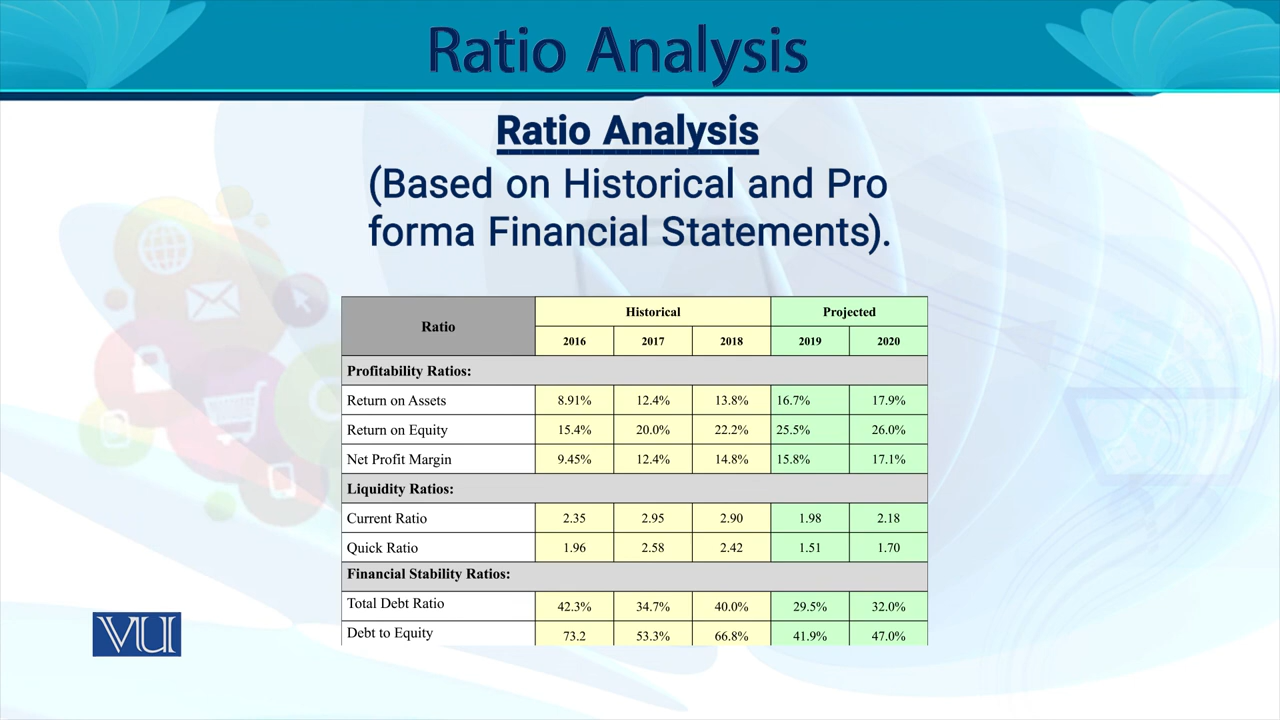 Ratio Analysis
Ratio Analysis
(Based on Historical and Pro
forma Financial Statements).
Ratio Historical Projected
2016 2017 2018 2019 2020
Profitability Ratios:
Return on Assets 8.91% 12.4% 13.8% 16.7% 17.9%
Return on Equity 15.4% 20.0% 22.2% 25.5% 26.0%
Net Profit Margin 9.45% 12.4% 14.8% 15.8% 17.1%
Liquidity Ratios:
Current Ratio 2.35 2.95 2.90 1.98 2.18
Quick Ratio 1.96 2.58 2.42 1.51 1.70
Financial Stability Ratios:
Total Debt Ratio 42.3% 34.7% 40.0% 29.5% 32.0%
Debt to Equity 73.2 53.3% 66.8% 41.9% 47.0%
VU